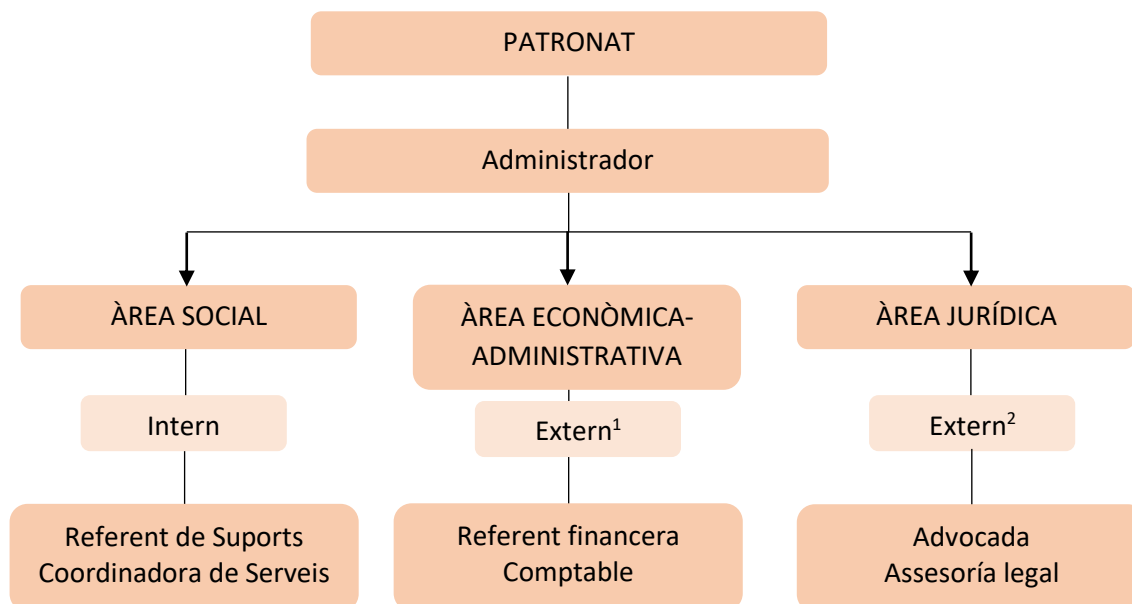 PATRONAT
Administrador
ÀREA SOCIAL
ÀREA ECONÒMICA-
ADMINISTRATIVA
ÀREA JURÍDICA
Intern
Extern¹
Extern²
Referent de Suports
Coordinadora de Serveis
Referent financera
Comptable
Advocada
Assesoría legal